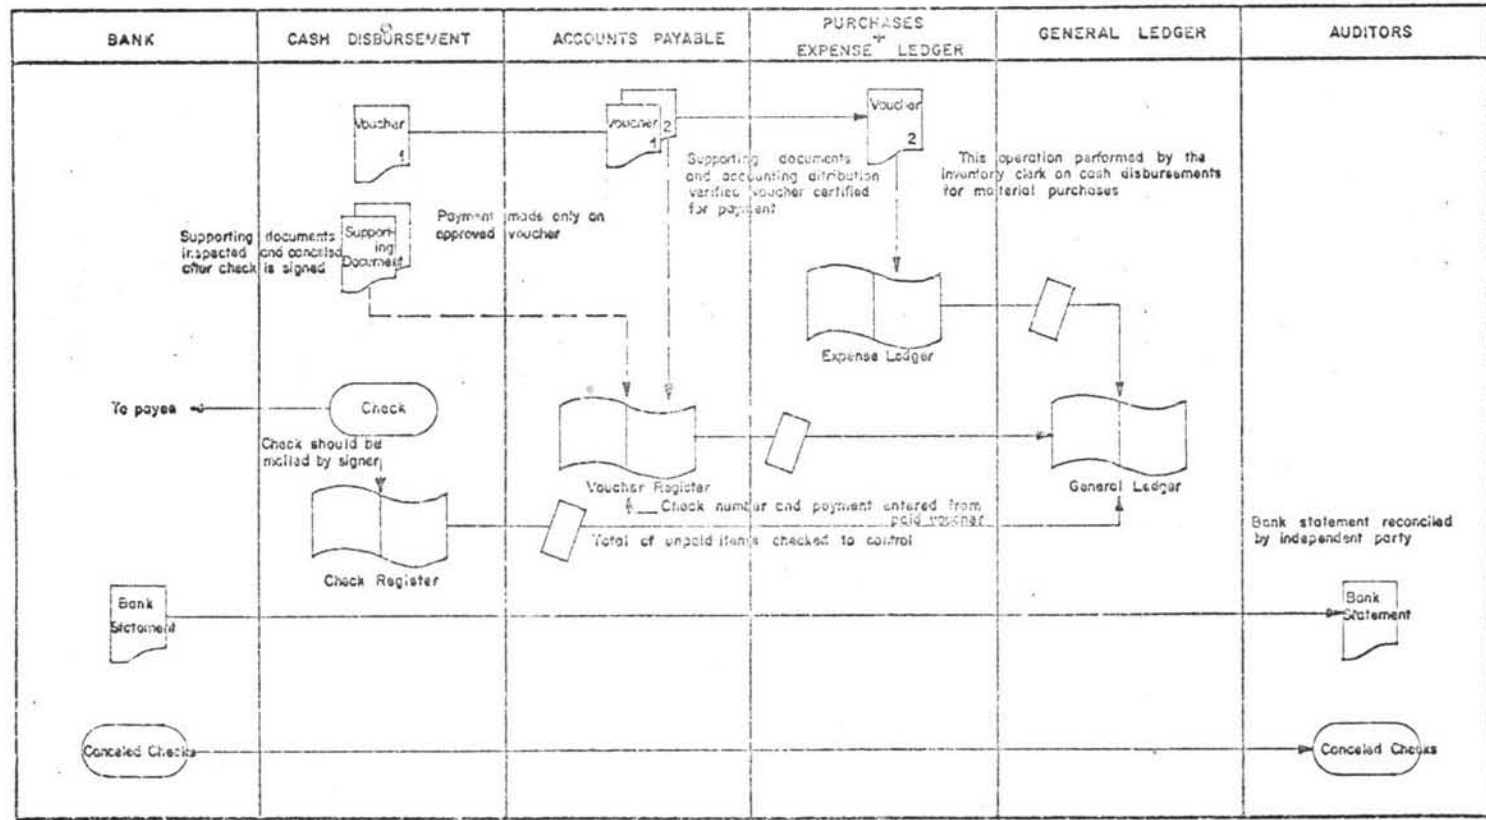 BANK
CASH DISBURSEMENT
ACCOUNTS PAYABLE
PURCHASES
+
EXPENSE LEDGER
GENERAL LEDGER
AUDITORS
Voucher
1
Voucher
1
2
Voucher
2
Supporting documents
and accounting ditribution
verified voucher certified
for payment
This operation performed by the
inventory clark on cash disbursements
for material purchases
Payment made only on
approved voucher
Supporting documents
inspected and canceled
after check is signed
Support-
ing
Document
Expense Ledger
To payee
Check
Check should be
mailed by signer
Voucher Register
General Ledger
Check number and payment entered from
paid voucher
Total of unpaid items checked to control
Check Register
Bank statement reconciled
by independent party
Bank
Statement
Bank
Statement
Canceled Checks
Canceled Checks